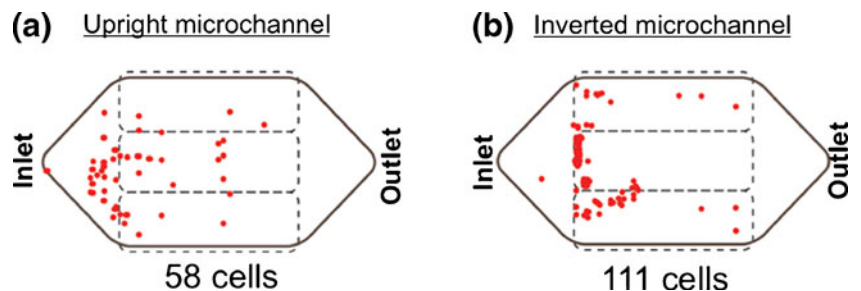 (a) Upright microchannel
Inlet
Outlet
58 cells
(b) Inverted microchannel
Inlet
Outlet
111 cells